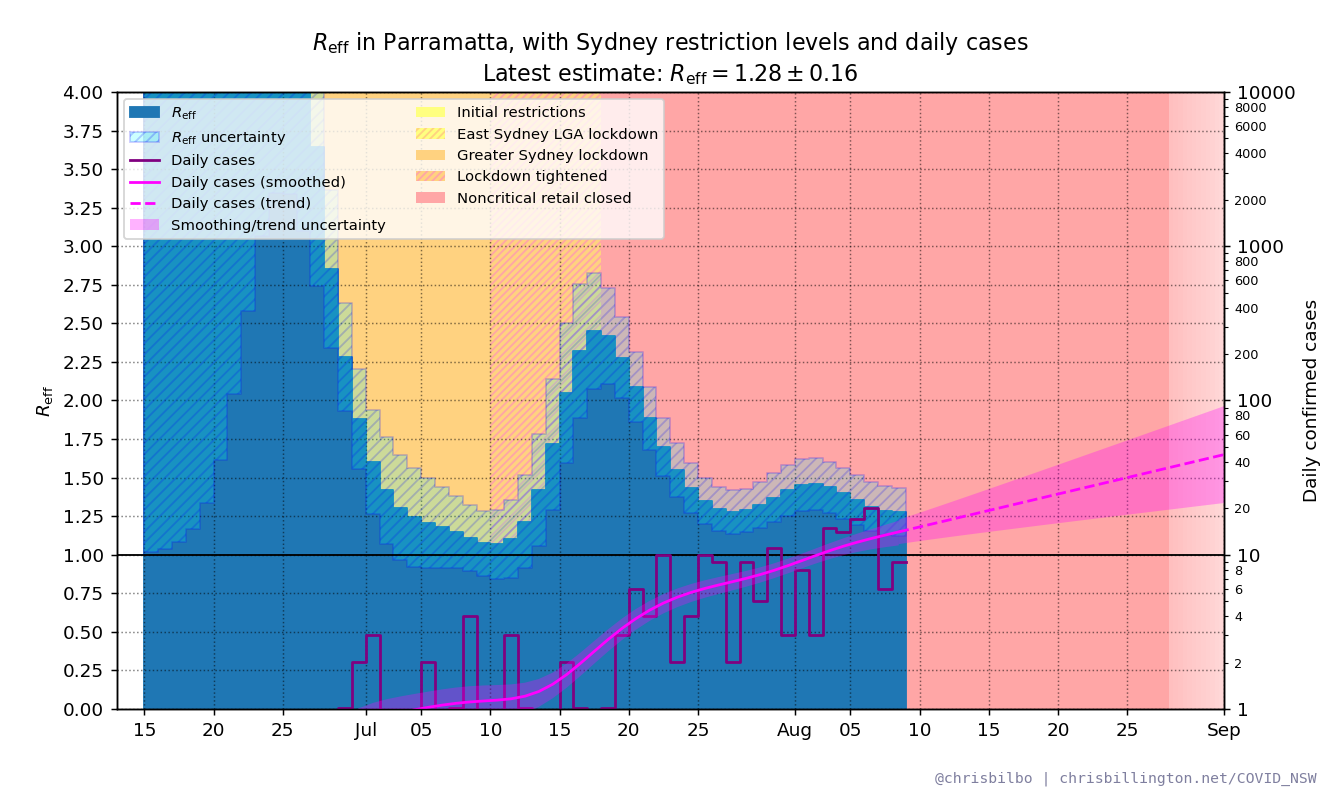 R_eff in Parramatta, with Sydney restriction levels and daily cases
Latest estimate: R_eff = 1.28 ± 0.16
R_eff
R_eff uncertainty
Daily cases
Daily cases (smoothed)
Daily cases (trend)
Smoothing/trend uncertainty
Initial restrictions
East Sydney LGA lockdown
Greater Sydney lockdown
Lockdown tightened
Noncritical retail closed
R_eff
4.00
3.75
3.50
3.25
3.00
2.75
2.50
2.25
2.00
1.75
1.50
1.25
1.00
0.75
0.50
0.25
0.00
15 20 25 Jul 05 10 15 20 25 Aug 05 10 15 20 25 Sep
10000
8000
6000
4000
2000
1000
800
600
400
200
100
80
60
40
20
10
8
6
4
2
1
Daily confirmed cases
@chrisbilbo | chrisbillington.net/COVID_NSW